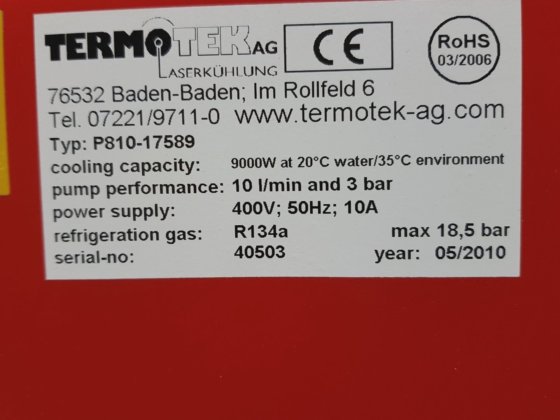 TERMOTEK AG
LASERKÜHLUNG
CE
RoHS
03/2006
76532 Baden-Baden; Im Rollfeld 6
Tel. 07221/9711-0 www.termotek-ag.com
Typ: P810-17589
cooling capacity: 9000W at 20°C water/35°C environment
pump performance: 10 l/min and 3 bar
power supply: 400V; 50Hz; 10A
refrigeration gas: R134a max 18,5 bar
serial-no: 40503 year: 05/2010